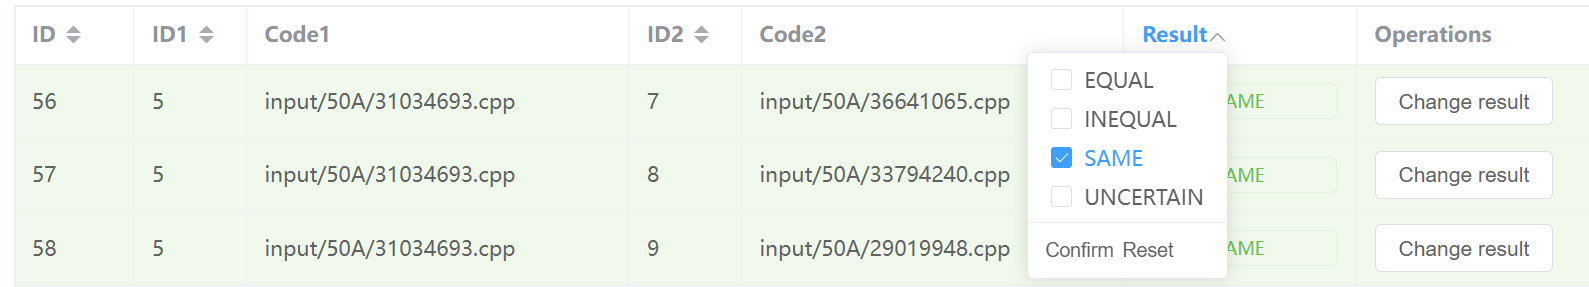 ID ID1 Code1 ID2 Code2 Result Operations
EQUAL
56 5 input/50A/31034693.cpp 7 input/50A/36641065.cpp AME Change result
INEQUAL
SAME
57 5 input/50A/31034693.cpp 8 input/50A/33794240.cpp AME Change result
UNCERTAIN
58 5 input/50A/31034693.cpp 9 input/50A/29019948.cpp AME Change result
Confirm Reset